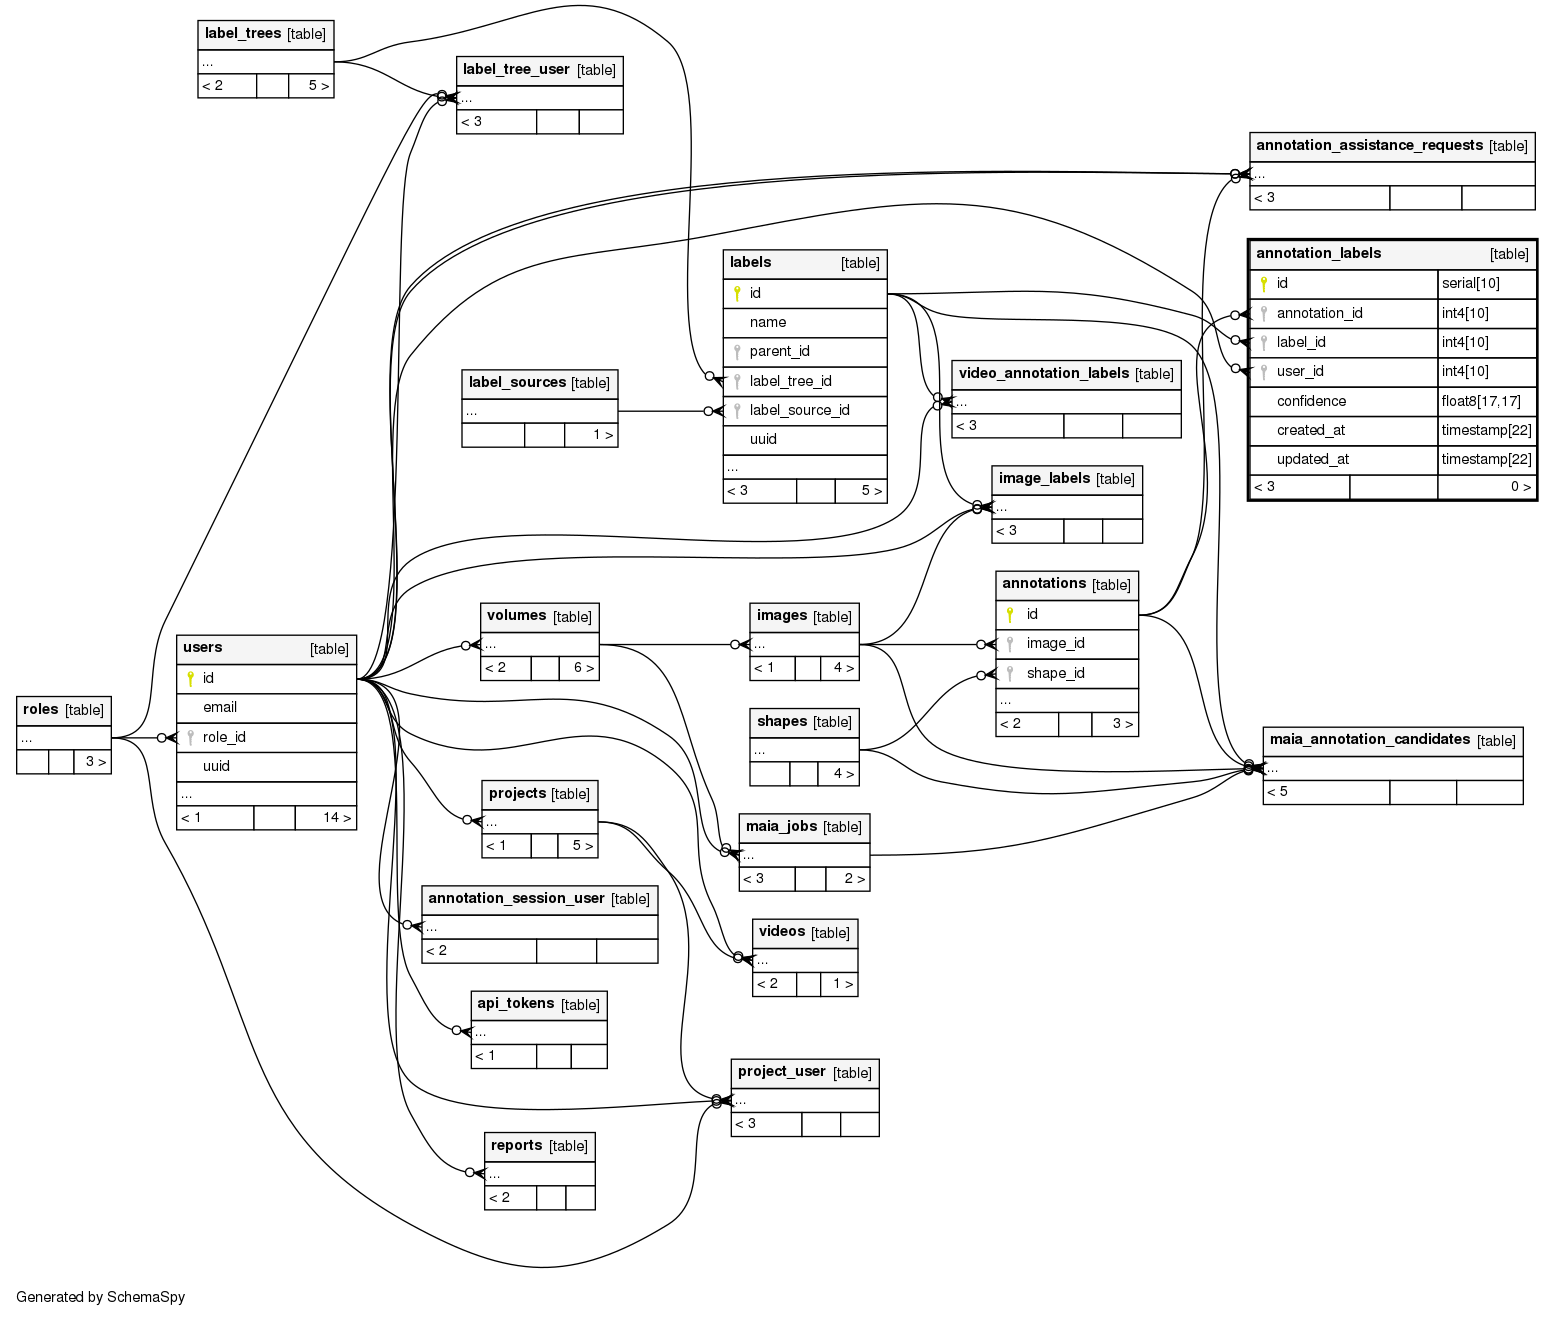 label_trees [table]
...
< 2 5 >
label_tree_user [table]
...
< 3
annotation_assistance_requests [table]
...
< 3
annotation_labels [table]
id serial[10]
annotation_id int4[10]
label_id int4[10]
user_id int4[10]
confidence float8[17,17]
created_at timestamp[22]
updated_at timestamp[22]
< 3 0 >
labels [table]
id
name
parent_id
label_tree_id
label_source_id
uuid
...
< 3 5 >
label_sources [table]
...
1 >
video_annotation_labels [table]
...
< 3
image_labels [table]
...
< 3
annotations [table]
id
image_id
shape_id
...
< 2 3 >
volumes [table]
...
< 2 6 >
images [table]
...
< 1 4 >
users [table]
id
email
role_id
uuid
...
< 1 14 >
roles [table]
...
3 >
shapes [table]
...
4 >
maia_annotation_candidates [table]
...
< 5
projects [table]
...
< 1 5 >
maia_jobs [table]
...
< 3 2 >
annotation_session_user [table]
...
< 2
videos [table]
...
< 2 1 >
api_tokens [table]
...
< 1
project_user [table]
...
< 3
reports [table]
...
< 2
Generated by SchemaSpy